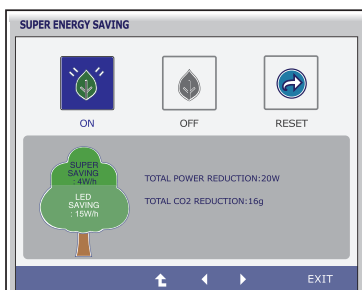 SUPER ENERGY SAVING
ON
OFF
RESET
SUPER
SAVING
: 4W/h
LED
SAVING
: 15W/h
TOTAL POWER REDUCTION:20W
TOTAL CO2 REDUCTION:16g
EXIT